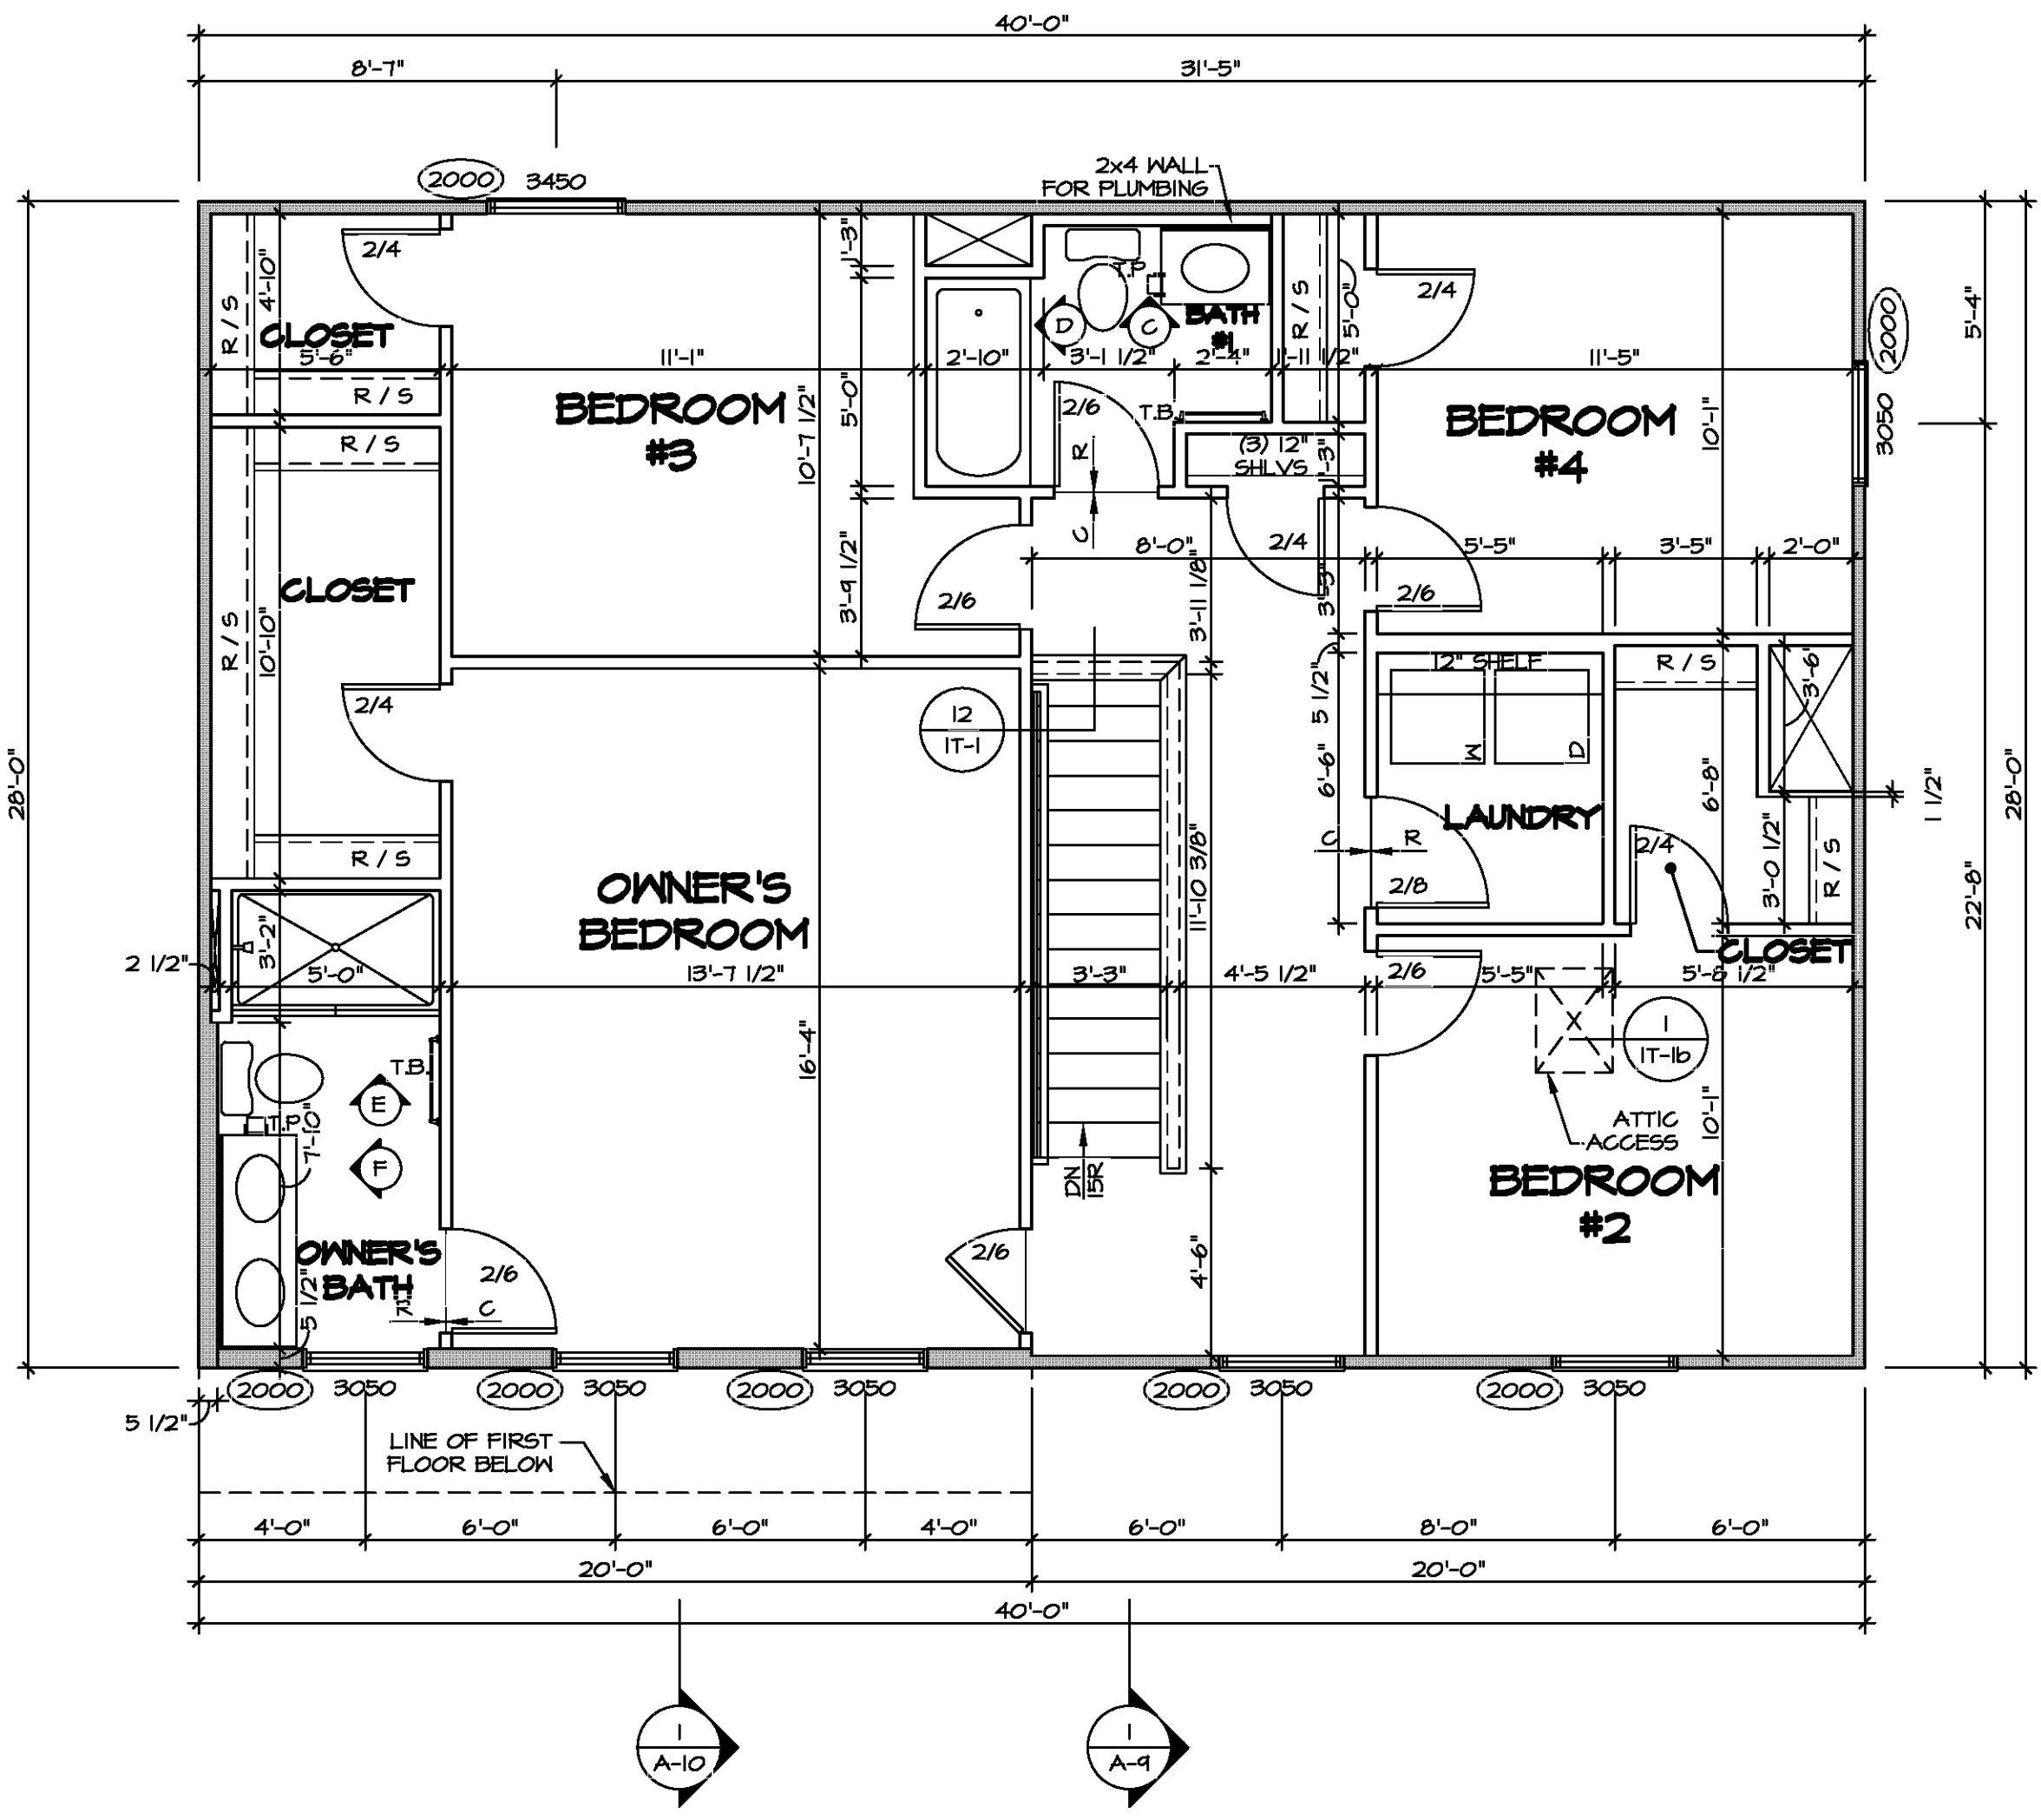 40'-0"
8'-7"
31'-5"
2000
3450
2x4 WALL
FOR PLUMBING
2/4
4'-10"
R / S
CLOSET
5'-6"
R / S
R / S
11'-1"
BEDROOM
#3
10'-7 1/2"
1'-3"
5'-0"
3'-9 1/2"
2'-10"
T.P.
D
C
BATH
#1
3'-1 1/2"
2'-4"
1'-11 1/2"
2/6
T.B.
R
C
R / S
5'-0"
2/4
11'-5"
BEDROOM
#4
10'-1"
2000
3050
5'-4"
(3) 12"
SHLVS
1'-3"
8'-0"
2/4
3'-3"
5'-5"
3'-5"
2'-0"
2/6
2/6
3'-11 1/8"
CLOSET
R / S
10'-10"
2/4
R / S
28'-0"
12
1T-1
5 1/2"
12" SHELF
W
D
6'-6"
LAUNDRY
C
R
2/8
R / S
3'-6"
6'-8"
2/4
3'-0 1/2"
R / S
CLOSET
1 1/2"
28'-0"
22'-8"
OWNER'S
BEDROOM
11'-10 3/8"
2 1/2"
3'-2"
5'-0"
13'-7 1/2"
3'-3"
4'-5 1/2"
2/6
5'-5"
5'-8 1/2"
16'-4"
X
1
1T-1b
ATTIC
ACCESS
10'-11"
BEDROOM
#2
T.B.
E
T.P.
7'-10"
F
DN
15R
OWNER'S
BATH
5 1/2"
C
2/6
2/6
4'-6"
2000
3050
2000
3050
2000
3050
2000
3050
2000
3050
5 1/2"
LINE OF FIRST
FLOOR BELOW
4'-0"
6'-0"
6'-0"
4'-0"
6'-0"
8'-0"
6'-0"
20'-0"
20'-0"
40'-0"
1
A-10
1
A-9